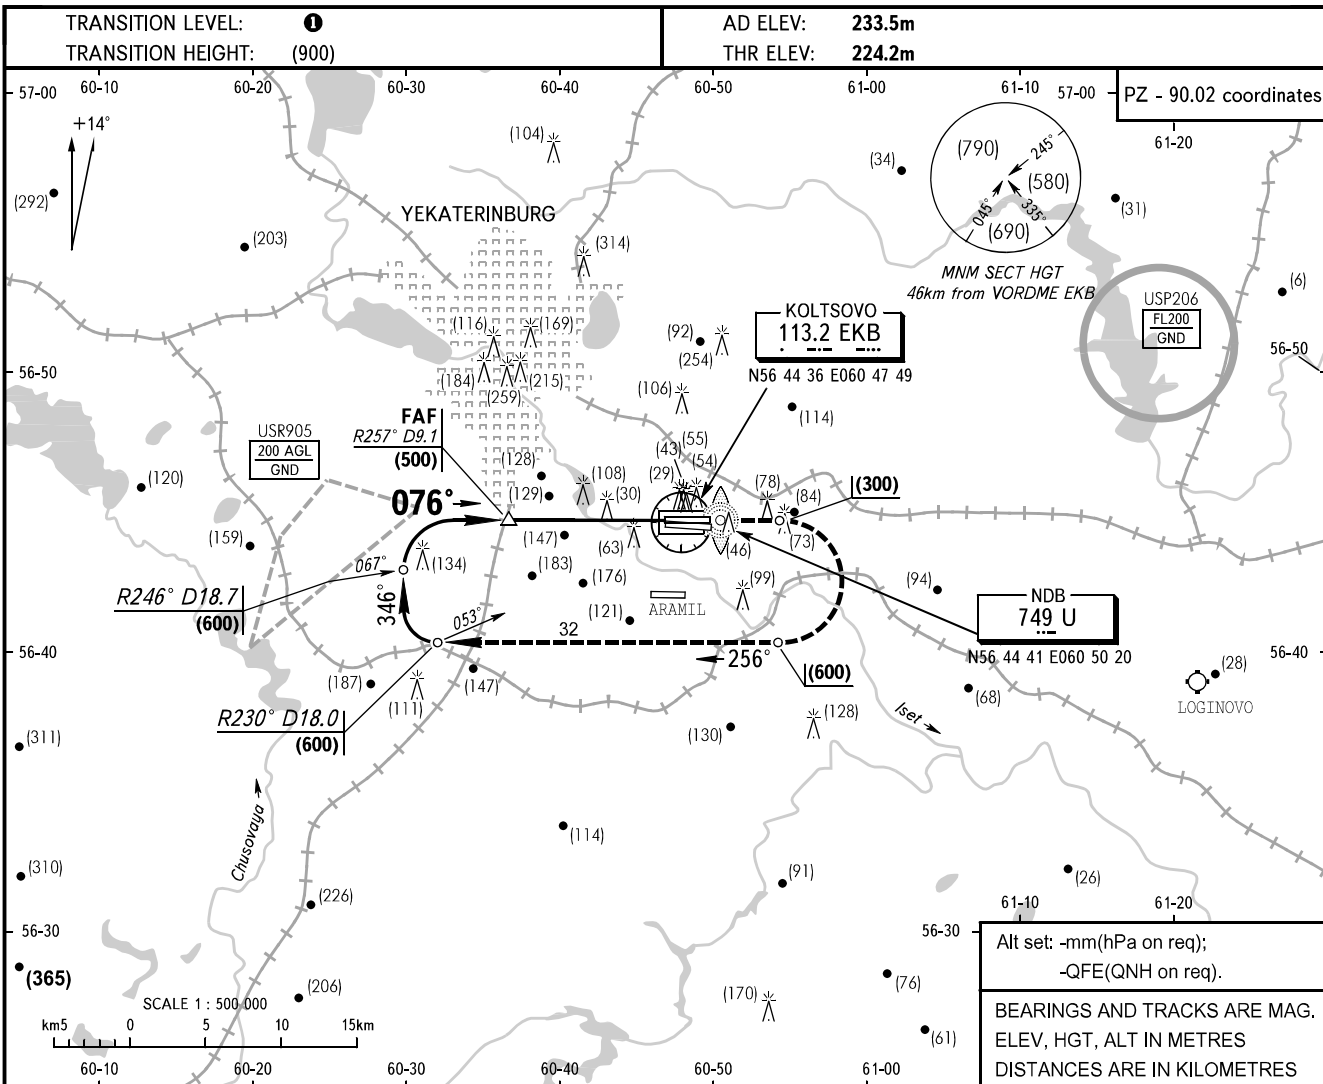 TRANSITION LEVEL: ❶
TRANSITION HEIGHT: (900)
AD ELEV: 233.5m
THR ELEV: 224.2m
60-10 60-20 60-30 60-40 60-50 61-00 61-10
57-00 57-00
PZ - 90.02 coordinates
61-20
+14°
(104)
(34)
(790)
245°
(580)
045°
335°
(690)
(31)
(292)
YEKATERINBURG
(203)
(314)
MNM SECT HGT
46km from VORDME EKB
(6)
USP206
FL200
GND
KOLTSOVO
113.2 EKB
N56 44 36 E060 47 49
(116)
(169)
(92)
(254)
56-50 56-50
(184)
(259)
(215)
(106)
(114)
FAF
R257° D9.1
(500)
USR905
200 AGL
GND
(55)
(43)
(54)
(29)
(128)
(108)
(78)
(300)
(120)
076°
(129)
(30)
(84)
(159)
(147)
(63)
(46)
(73)
067°
(134)
(183)
(176)
(99)
(94)
R246° D18.7
(600)
346°
053°
ARAMIL
(121)
32
NDB
749 U
N56 44 41 E060 50 20
56-40 56-40
256°
(600)
(187)
(147)
(28)
(68)
LOGINOVO
(111)
R230° D18.0
(600)
(130)
(128)
Iset
(311)
Chusovaya
(114)
(310)
(91)
(26)
(226)
61-10 61-20
56-30 56-30
(365)
(206)
(170)
(76)
(61)
SCALE 1 : 500 000
km5 0 5 10 15km
Alt set: -mm(hPa on req);
-QFE(QNH on req).
BEARINGS AND TRACKS ARE MAG.
ELEV, HGT, ALT IN METRES
DISTANCES ARE IN KILOMETRES
60-10 60-20 60-30 60-40 60-50 61-00